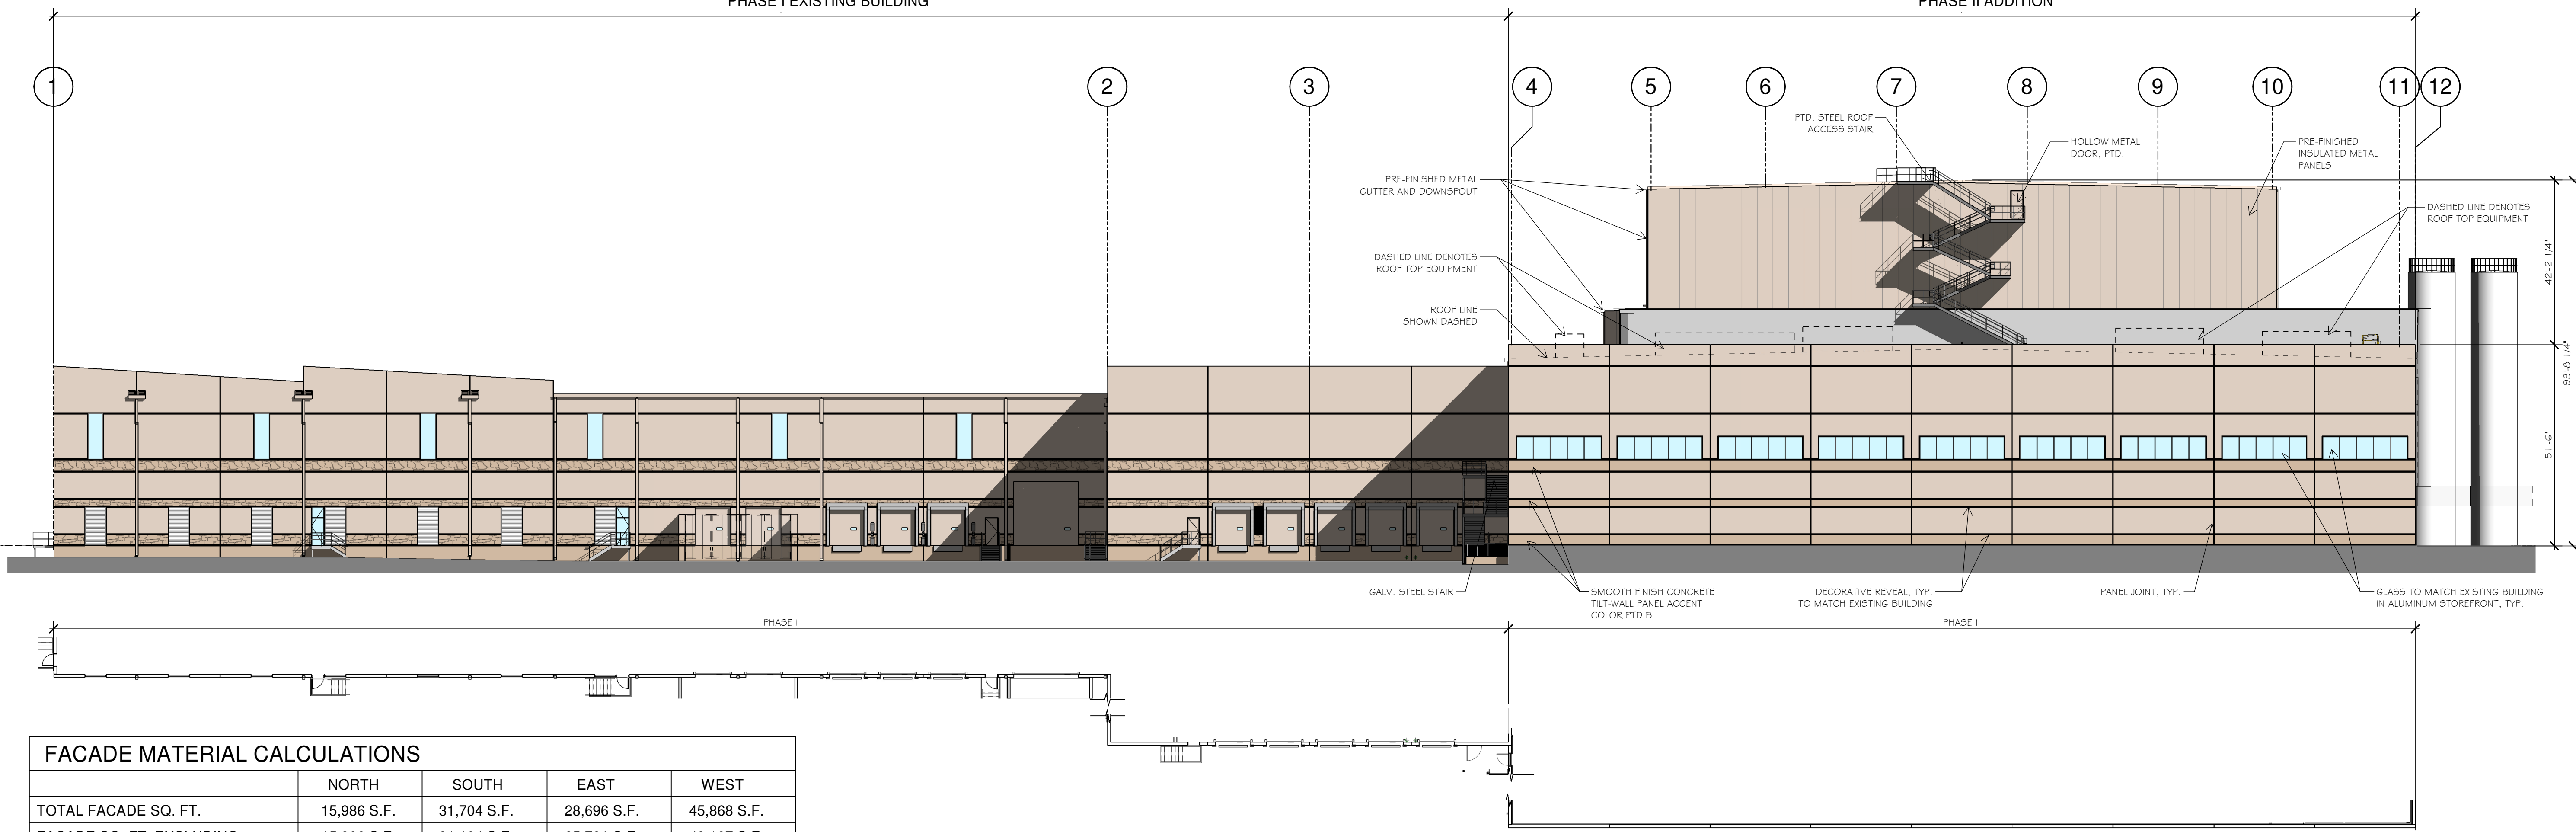 PHASE I EXISTING BUILDING
PHASE II ADDITION
1
2
3
4
5
6
7
8
9
10
11
12
PTD. STEEL ROOF
ACCESS STAIR
HOLLOW METAL
DOOR, PTD.
PRE-FINISHED
INSULATED METAL
PANELS
PRE-FINISHED METAL
GUTTER AND DOWNSPOUT
DASHED LINE DENOTES
ROOF TOP EQUIPMENT
DASHED LINE DENOTES
ROOF TOP EQUIPMENT
ROOF LINE
SHOWN DASHED
42'-2 1/4"
93'-8 1/4"
51'-6"
GALV. STEEL STAIR
SMOOTH FINISH CONCRETE
TILT-WALL PANEL ACCENT
COLOR PTD B
DECORATIVE REVEAL, TYP.
TO MATCH EXISTING BUILDING
PANEL JOINT, TYP.
GLASS TO MATCH EXISTING BUILDING
IN ALUMINUM STOREFRONT, TYP.
PHASE I
PHASE II
FACADE MATERIAL CALCULATIONS
NORTH SOUTH EAST WEST
TOTAL FACADE SQ. FT. 15,986 S.F. 31,704 S.F. 28,696 S.F. 45,868 S.F.